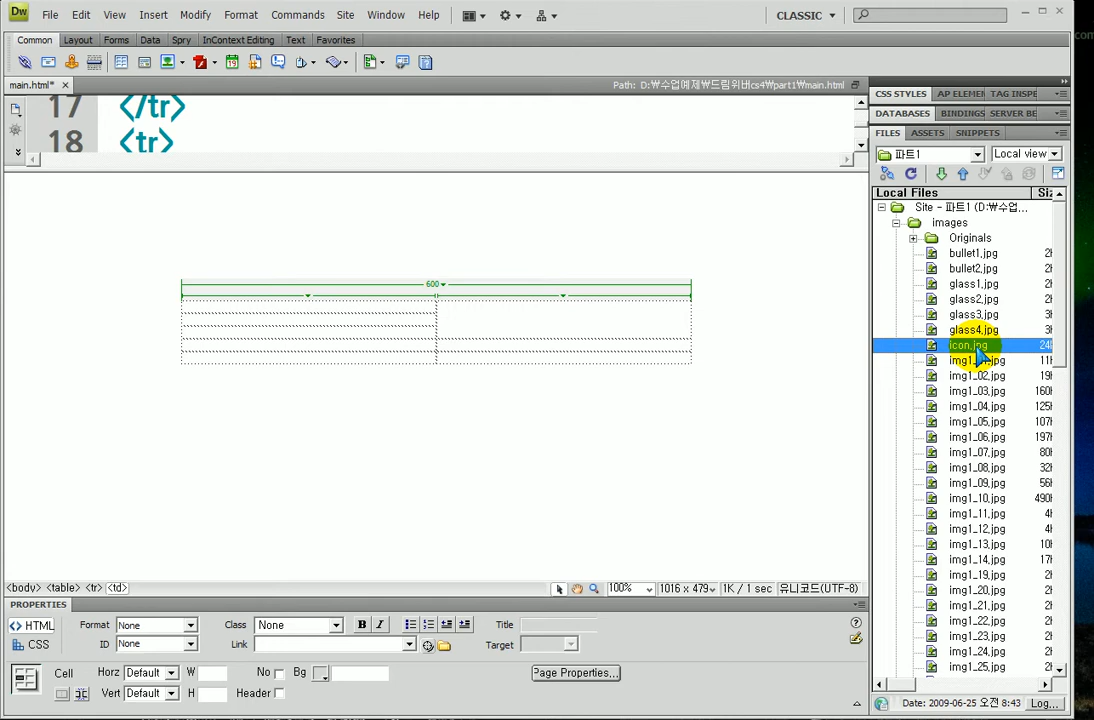 Dw File Edit View Insert Modify Format Commands Site Window Help CLASSIC
Common Layout Forms Data Spry InContext Editing Text Favorites
main.html* Path: D:₩수업예제₩드림위버cs4₩part1₩main.html
17 </tr>
18 <tr>
600
<body> <table> <tr> <td> 100% 1016 x 479 1K / 1 sec 유니코드(UTF-8)
PROPERTIES
<> HTML Format None Class None B I Title
CSS ID None Link Target
Cell Horz Default W No Bg Page Properties...
Vert Default H Header
CSS STYLES AP ELEMEN TAG INSPE
DATABASES BINDINGS SERVER BE
FILES ASSETS SNIPPETS
파트1 Local view
Local Files Siz
Site - 파트1 (D:₩수업...
images
Originals
bullet1.jpg
bullet2.jpg
glass1.jpg
glass2.jpg
glass3.jpg
glass4.jpg
icon.jpg
img1_02.jpg
img1_03.jpg
img1_04.jpg
img1_05.jpg
img1_06.jpg
img1_07.jpg
img1_08.jpg
img1_09.jpg
img1_10.jpg
img1_11.jpg
img1_12.jpg
img1_13.jpg
img1_14.jpg
img1_19.jpg
img1_20.jpg
img1_21.jpg
img1_22.jpg
img1_23.jpg
img1_24.jpg
img1_25.jpg
Date: 2009-06-25 오전 8:43 Log...